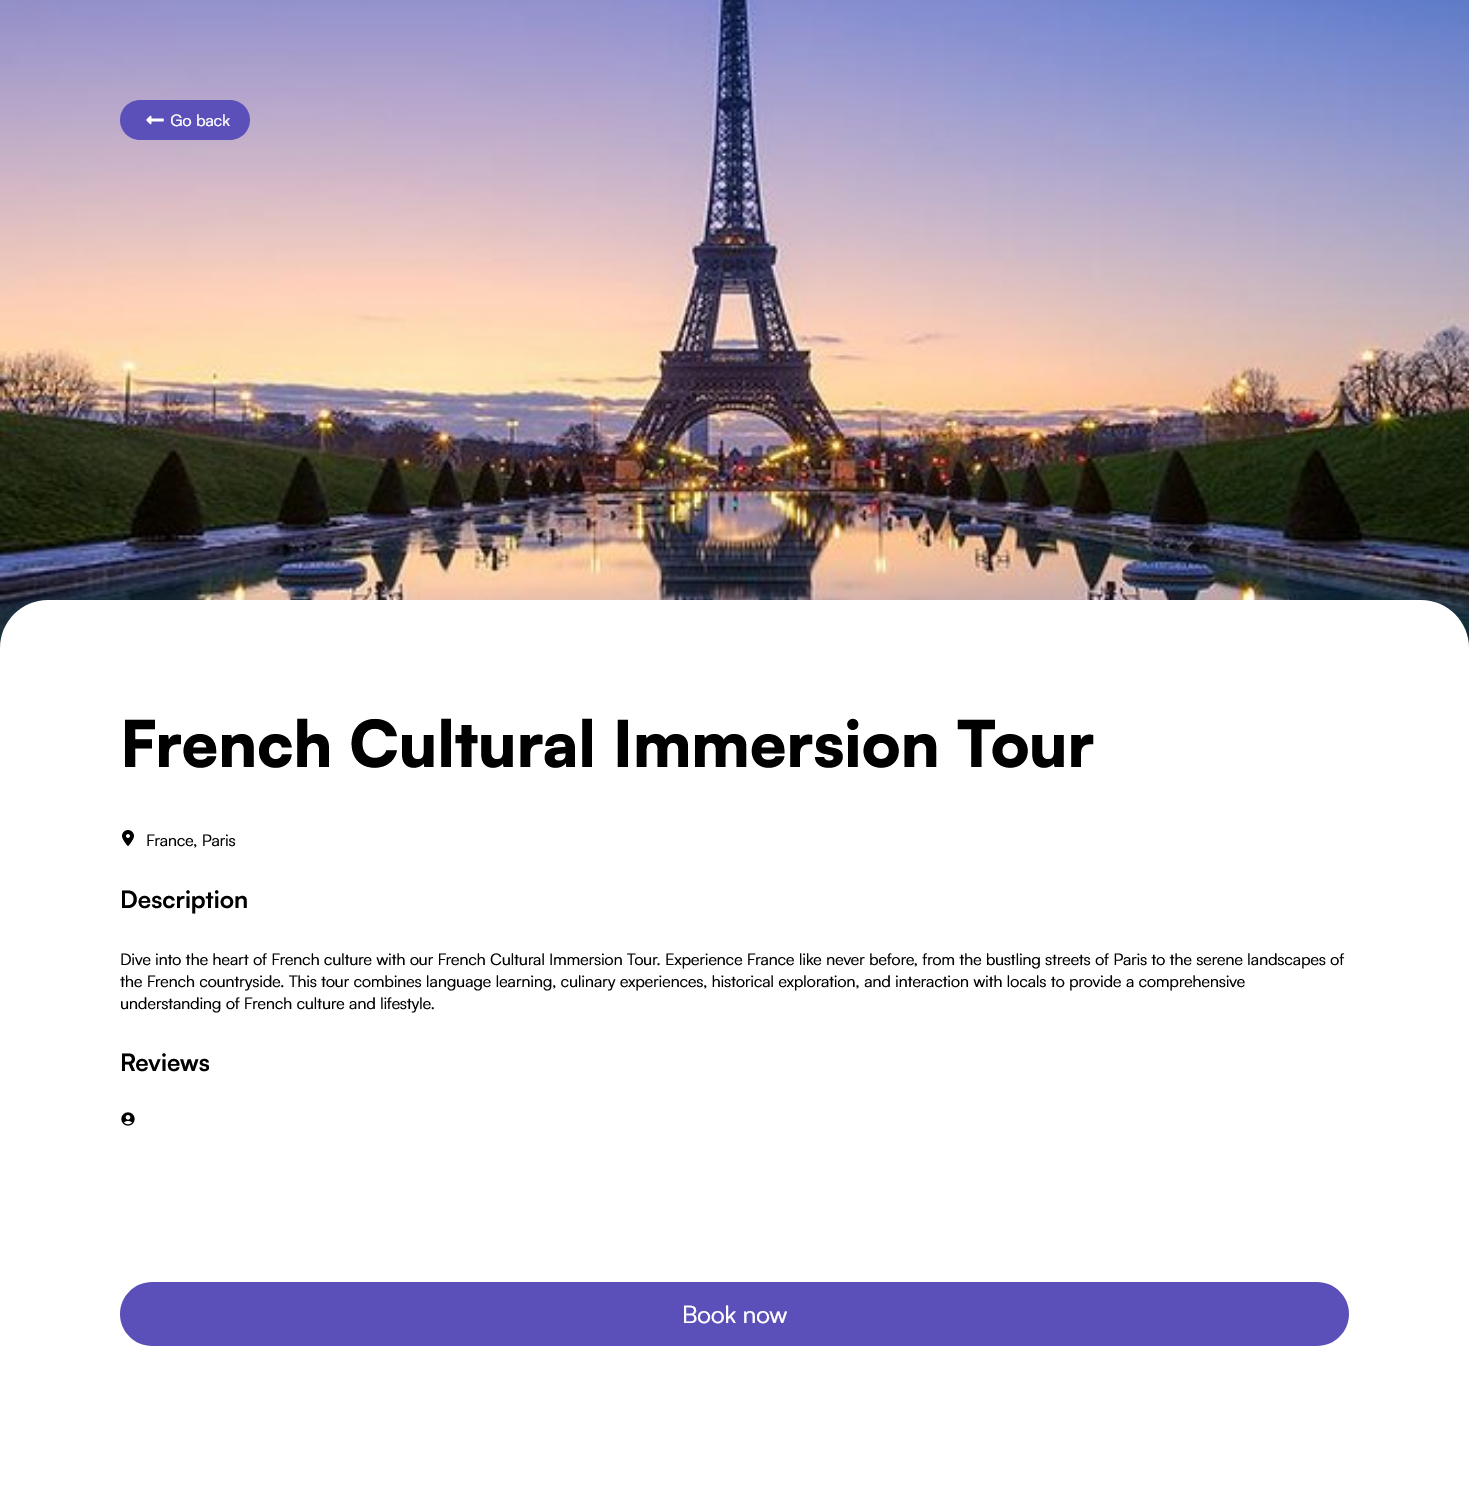 Go back
French Cultural Immersion Tour
France, Paris
Description
Dive into the heart of French culture with our French Cultural Immersion Tour. Experience France like never before, from the bustling streets of Paris to the serene landscapes of
the French countryside. This tour combines language learning, culinary experiences, historical exploration, and interaction with locals to provide a comprehensive
understanding of French culture and lifestyle.
Reviews
Book now